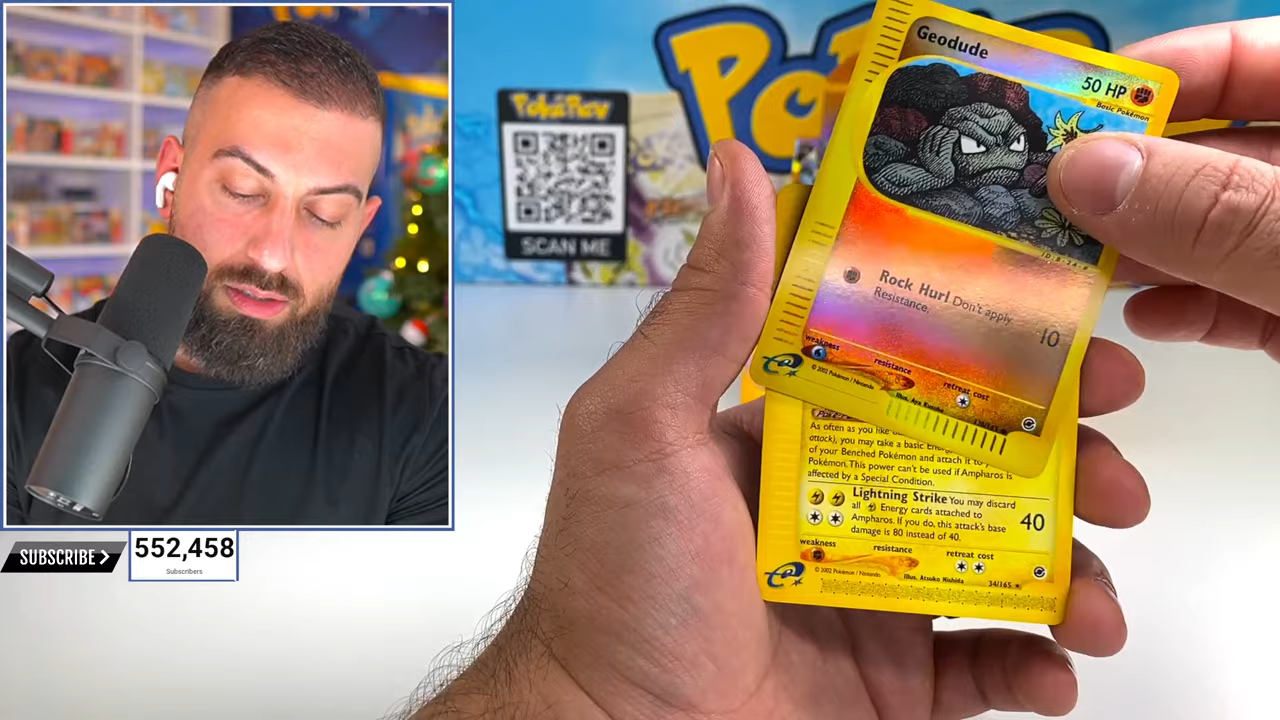 PokéRev
SCAN ME
Geodude
50 HP
Basic Pokémon
Rock Hurl Don't apply
Resistance.
10
weakness
resistance
retreat cost
© 2002 Pokémon / Nintendo
Illus.
As often as you like
attack), you may take a basic
of your Benched Pokémon and attach it to
Pokémon. This power can't be used if Ampharos is
affected by a Special Condition.
Lightning Strike You may discard
all Energy cards attached to
Ampharos. If you do, this attack's base
damage is 80 instead of 40.
40
weakness
resistance
retreat cost
© 2002 Pokémon / Nintendo
Illus. Atsuko Nishida
34/165
SUBSCRIBE
552,458
Subscribers